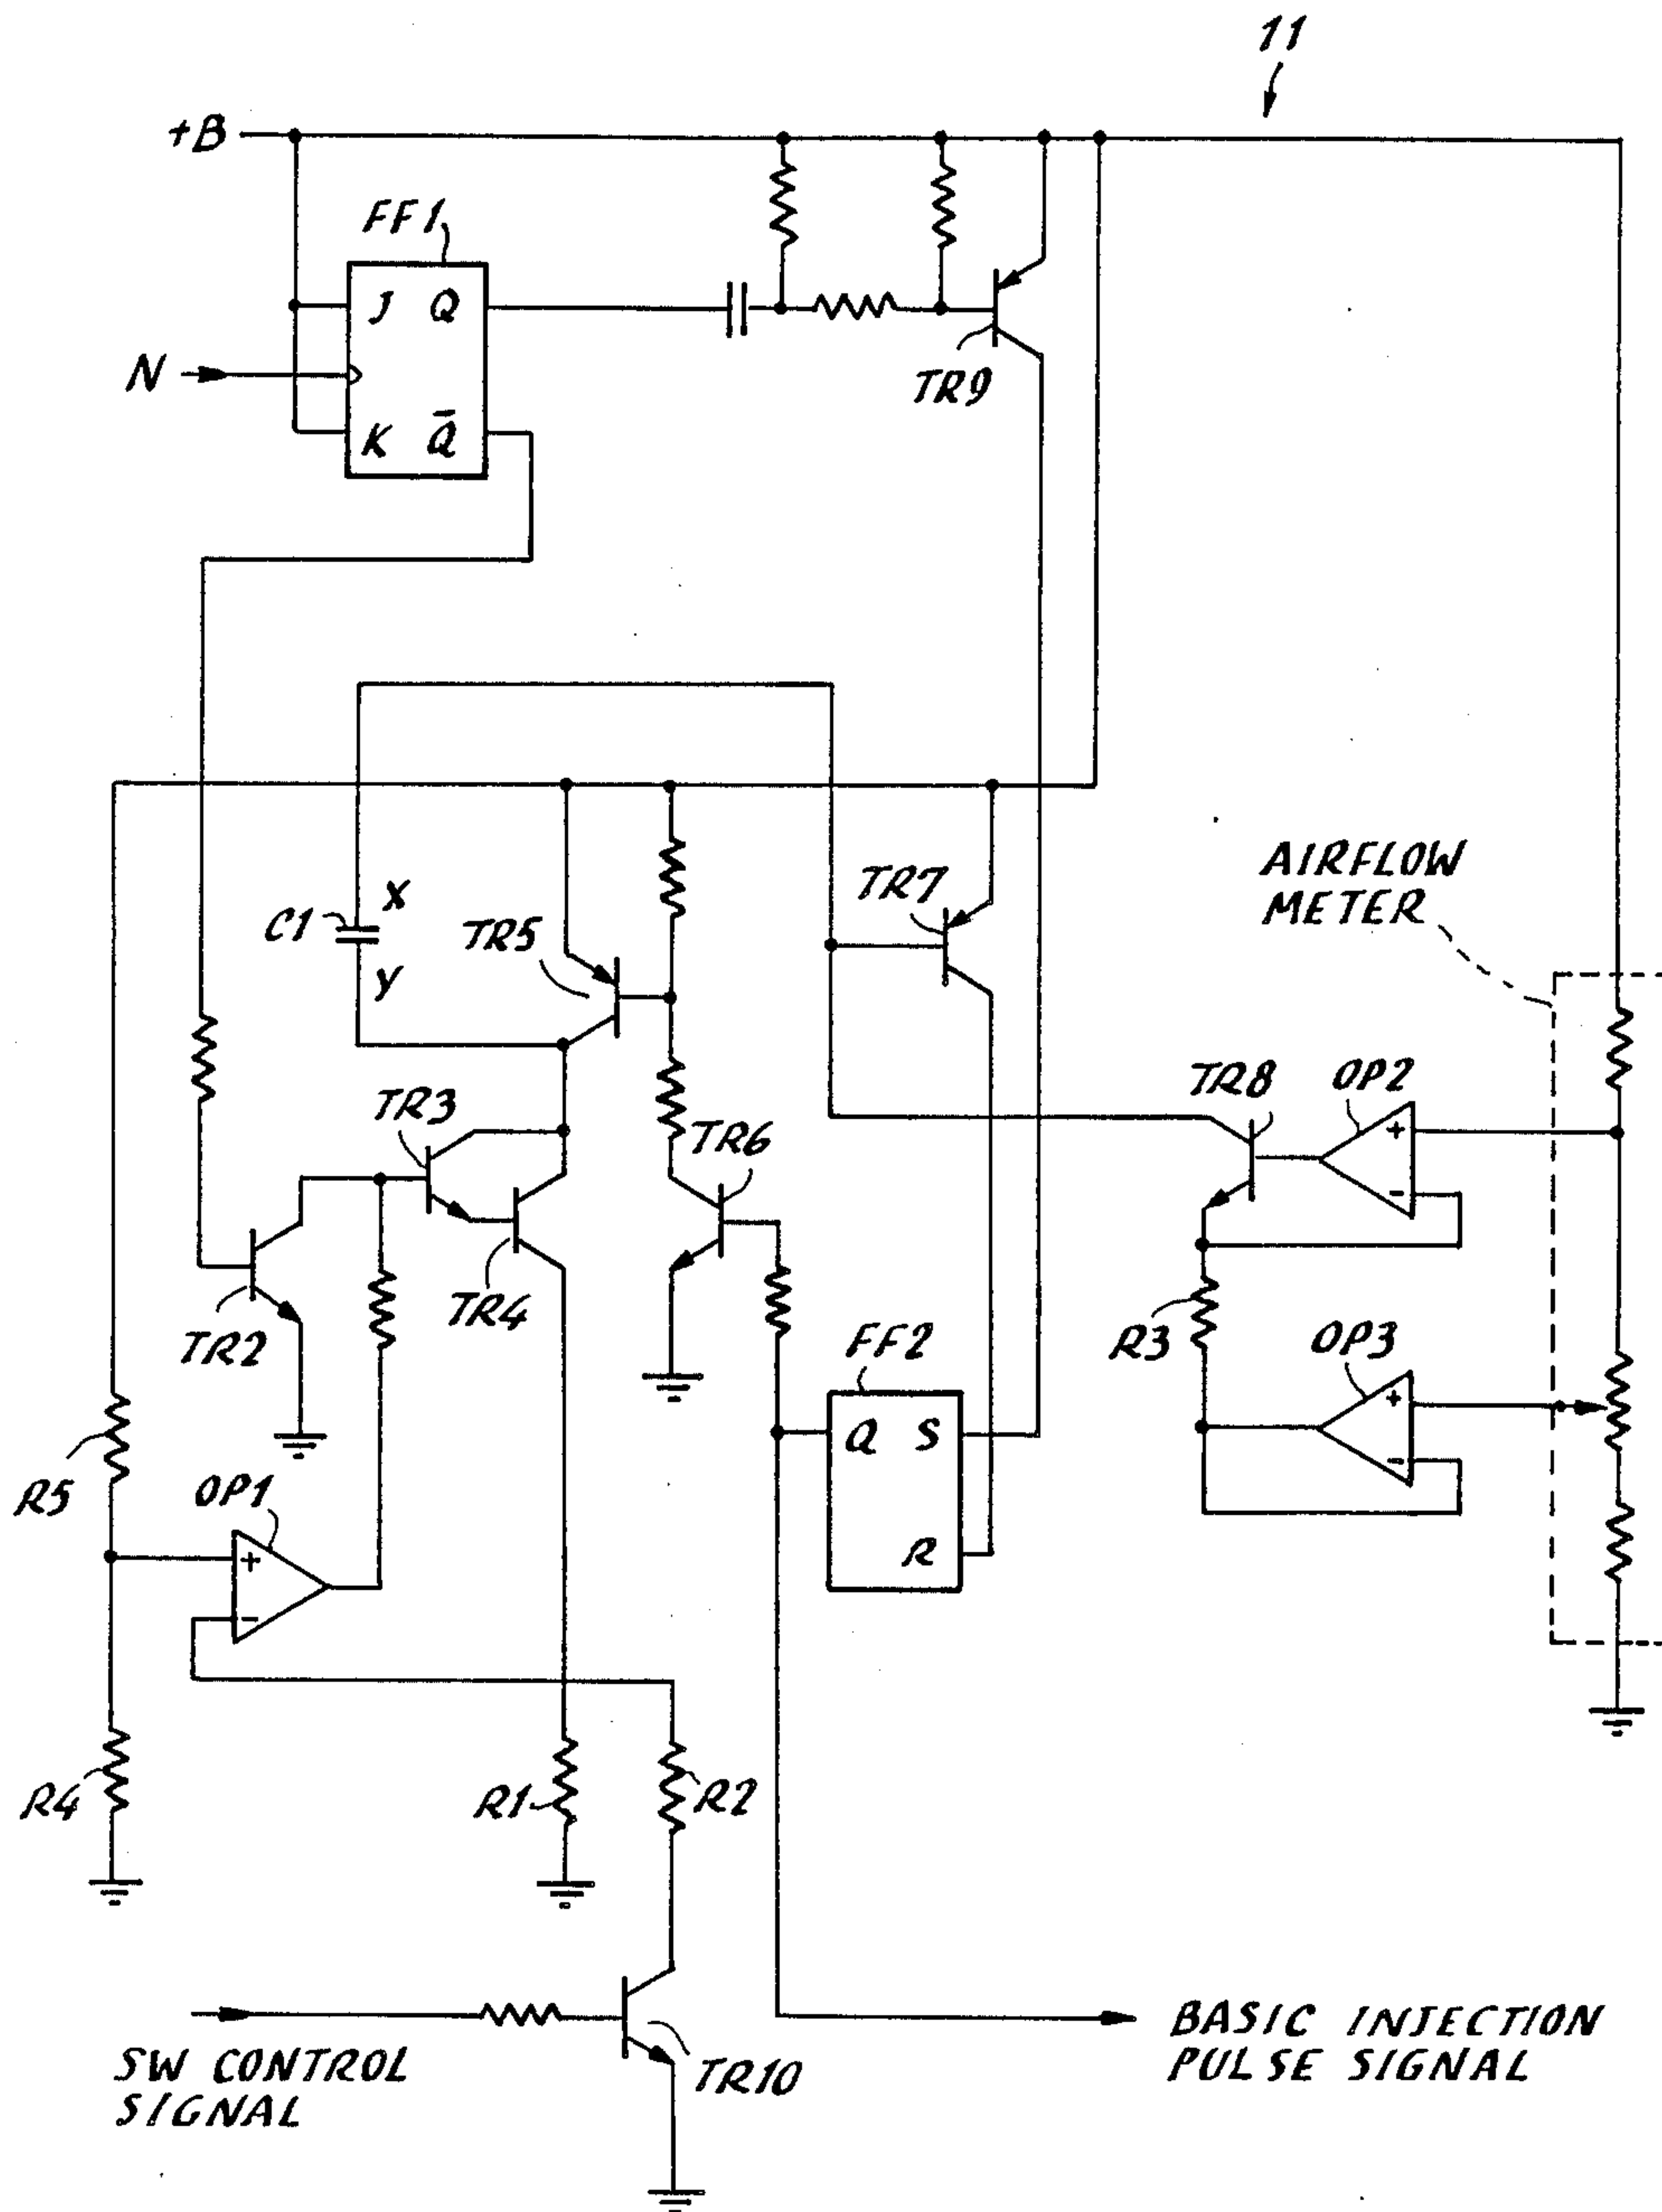 11
+B
FF1
J Q
N
K Q̄
TR9
AIRFLOW
METER
TR7
X
C1
TR5
Y
TR8 OP2
TR3
+
TR6
-
TR4
TR2
R3 OP3
FF2
+
Q S
-
R5
OP1
+
R
-
R4
R1
R2
BASIC INJECTION
PULSE SIGNAL
SW CONTROL
SIGNAL
TR10